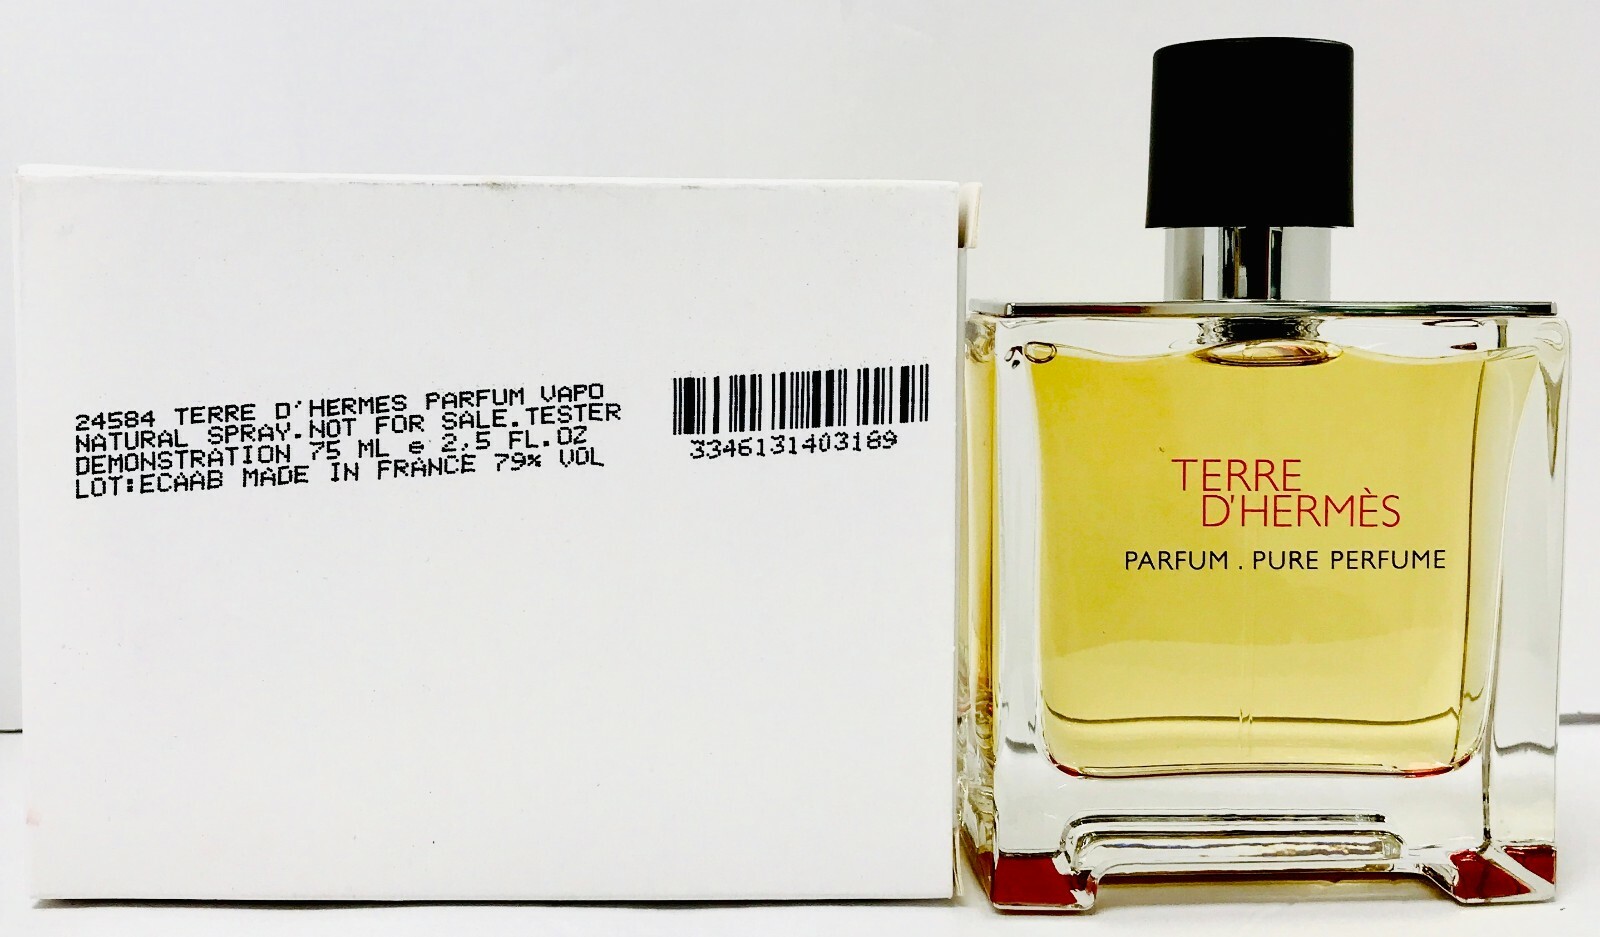 24584 TERRE D'HERMES PARFUM VAPO
NATURAL SPRAY.NOT FOR SALE.TESTER
DEMONSTRATION 75 ML e 2,5 FL.OZ
LOT:ECAAB MADE IN FRANCE 79% VOL
3346131403189
TERRE
D'HERMÈS
PARFUM . PURE PERFUME